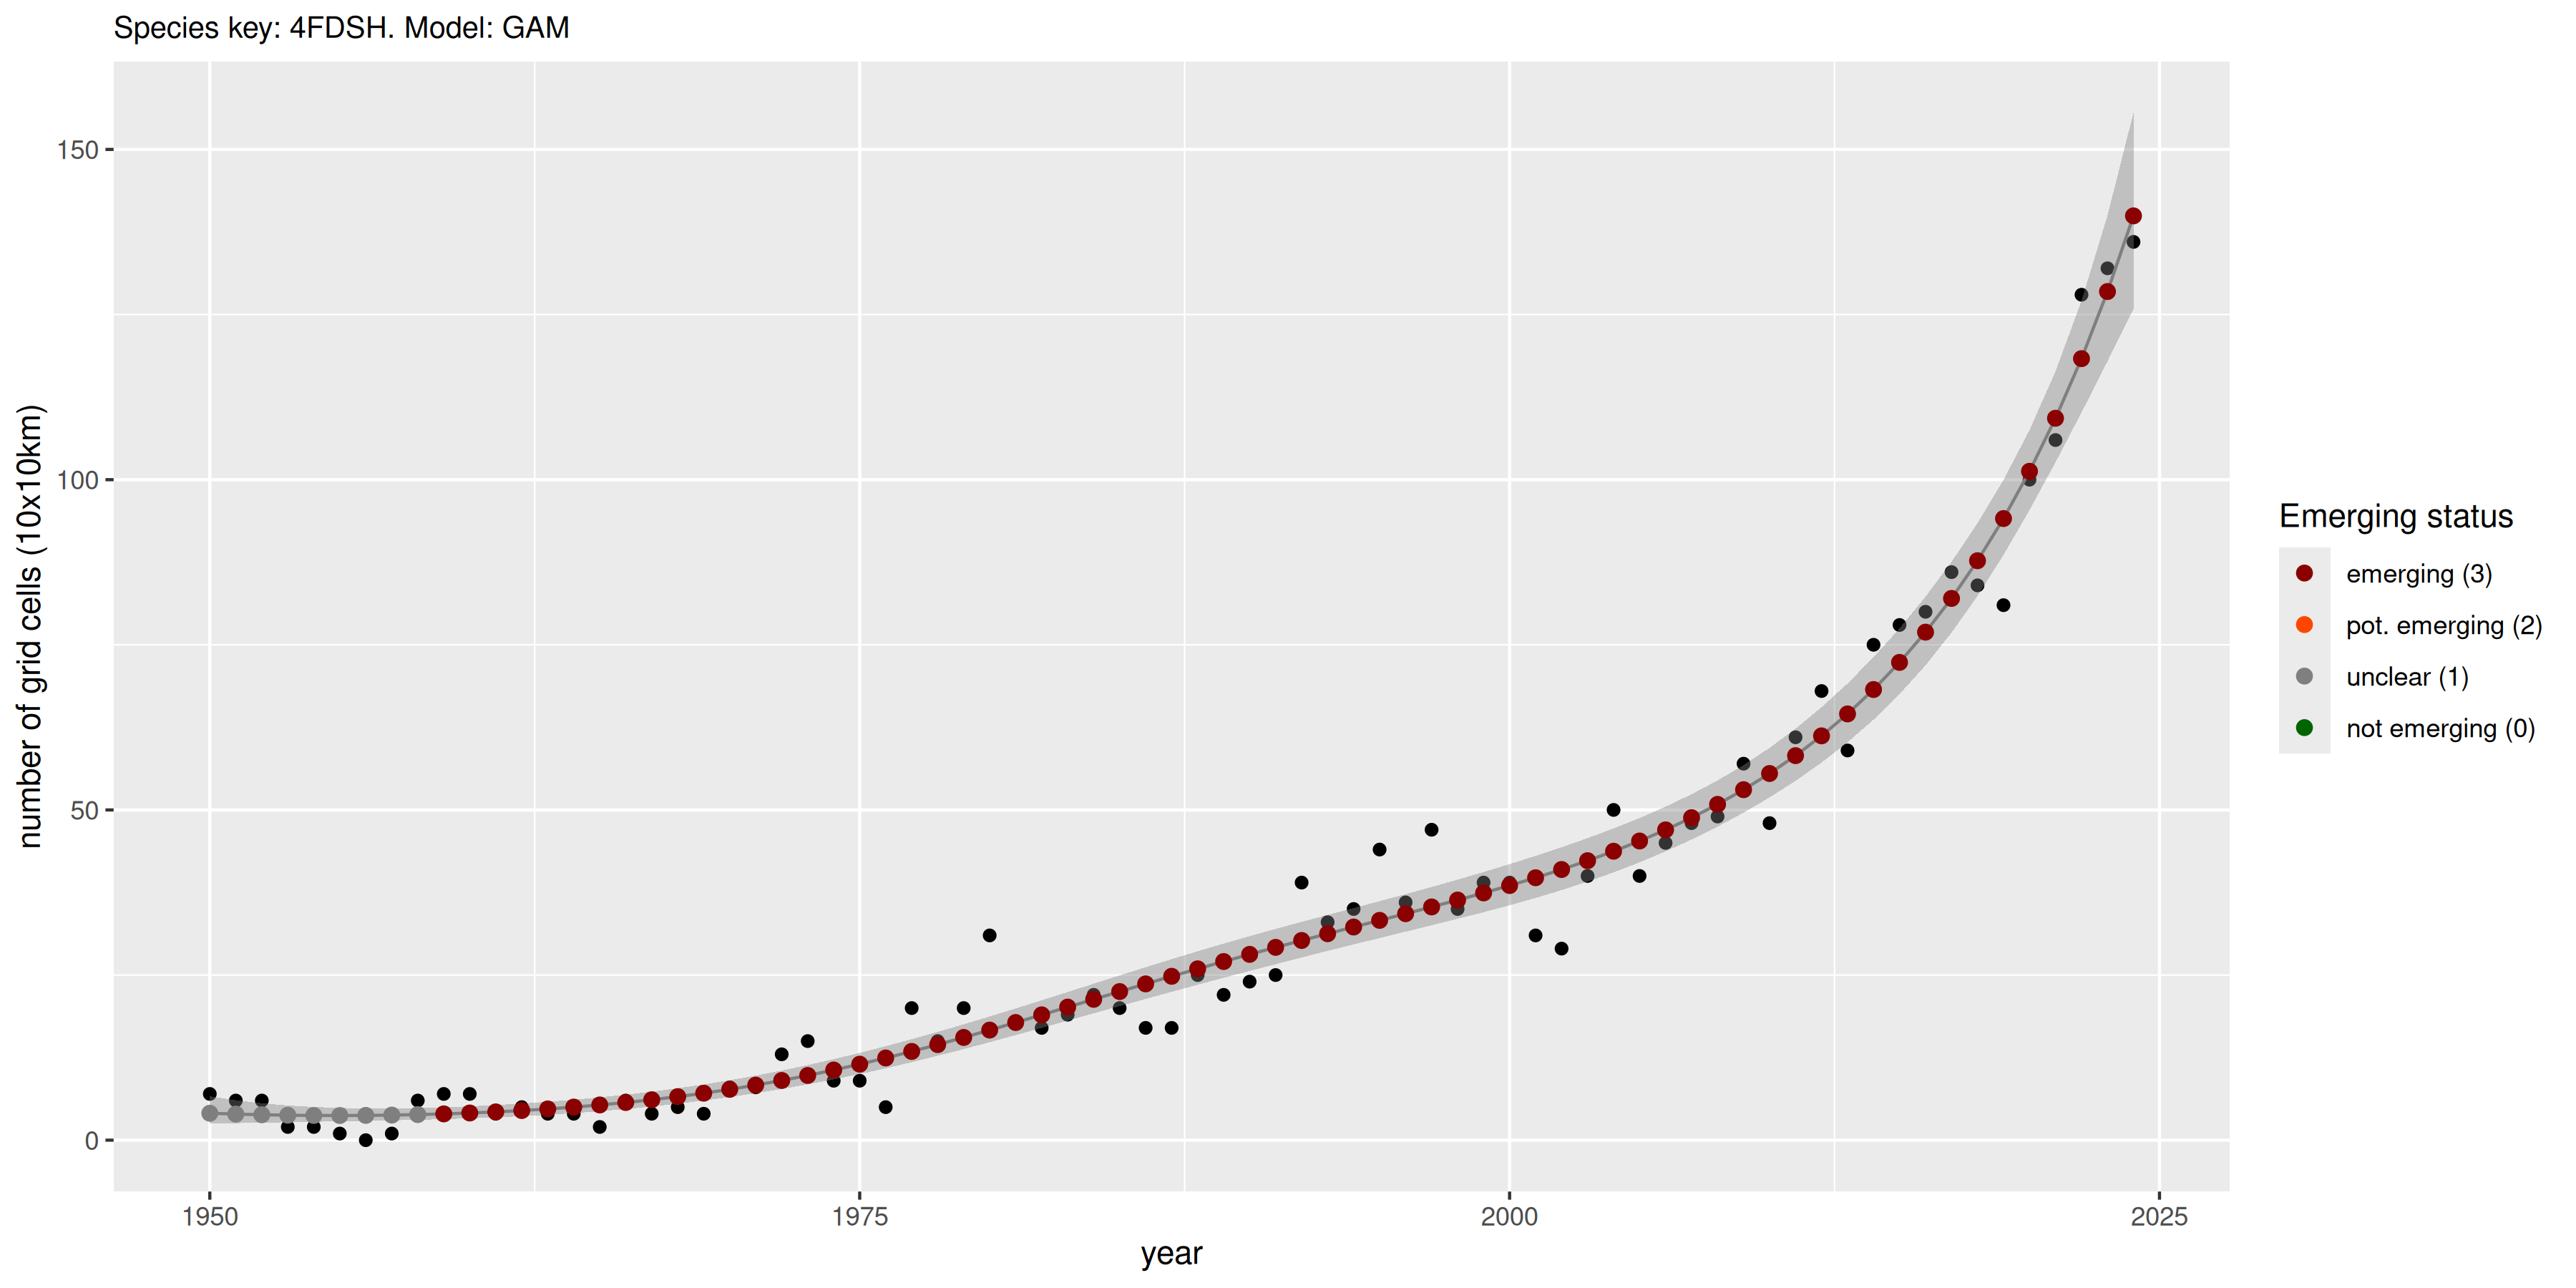 Species key: 4FDSH. Model: GAM
150
100
50
0
number of grid cells (10x10km)
1950
1975
2000
2025
year
Emerging status
emerging (3)
pot. emerging (2)
unclear (1)
not emerging (0)